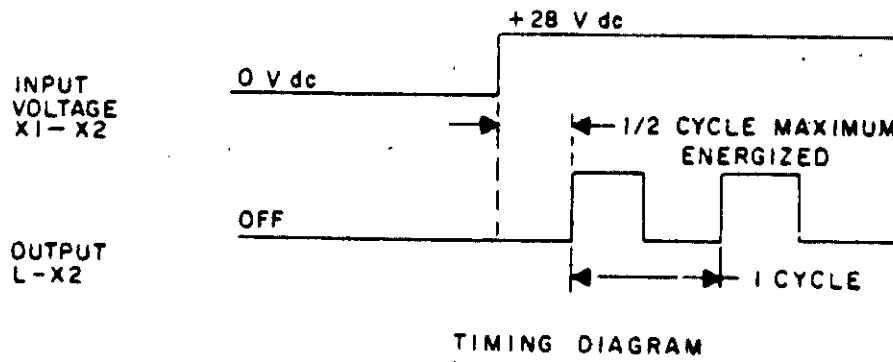 +28 V dc
0 V dc
INPUT
VOLTAGE
X1-X2
1/2 CYCLE MAXIMUM
ENERGIZED
OFF
OUTPUT
L-X2
1 CYCLE
TIMING DIAGRAM